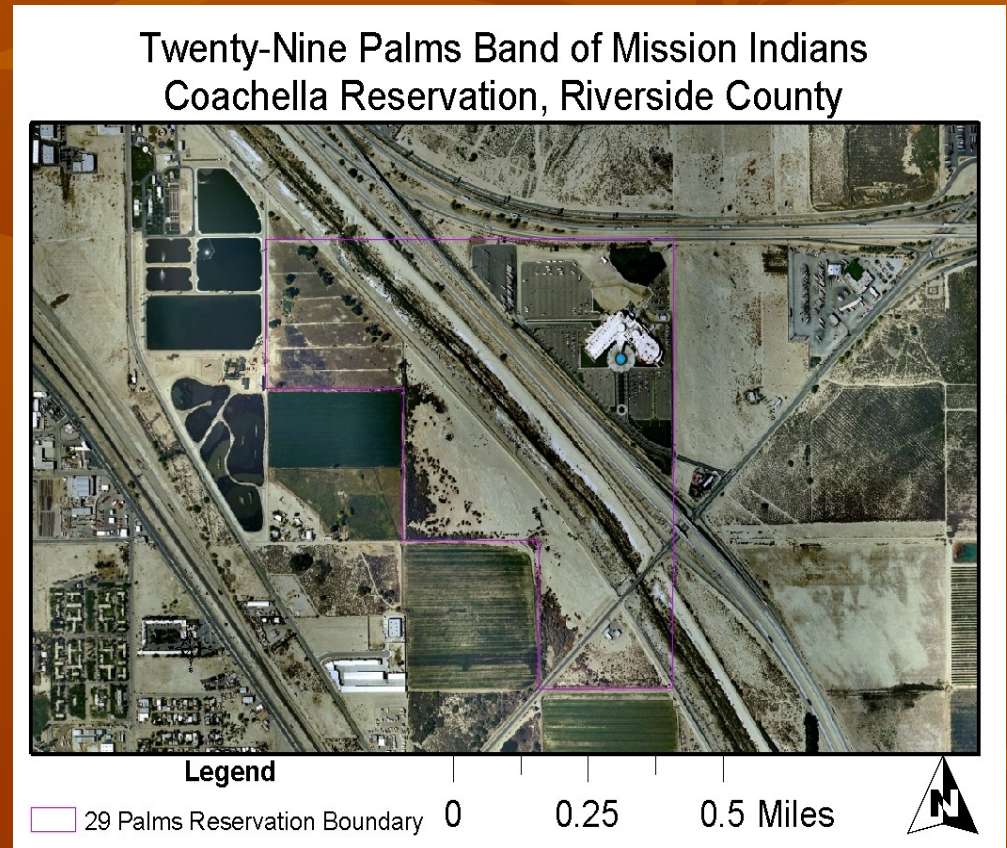 Twenty-Nine Palms Band of Mission Indians
Coachella Reservation, Riverside County
Legend
29 Palms Reservation Boundary
0 0.25 0.5 Miles
N